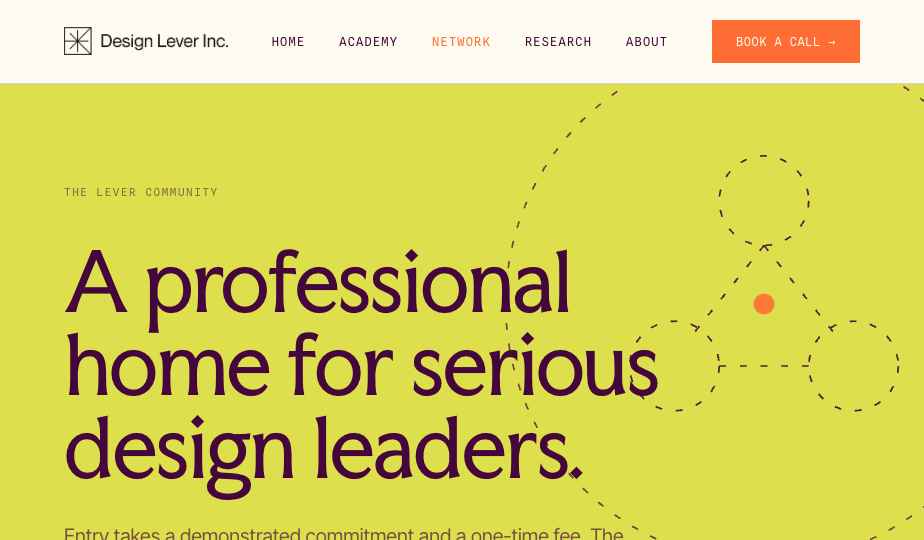 Design Lever Inc.
HOME ACADEMY NETWORK RESEARCH ABOUT BOOK A CALL →
THE LEVER COMMUNITY
A professional
home for serious
design leaders.
Entry takes a demonstrated commitment and a one-time fee. The